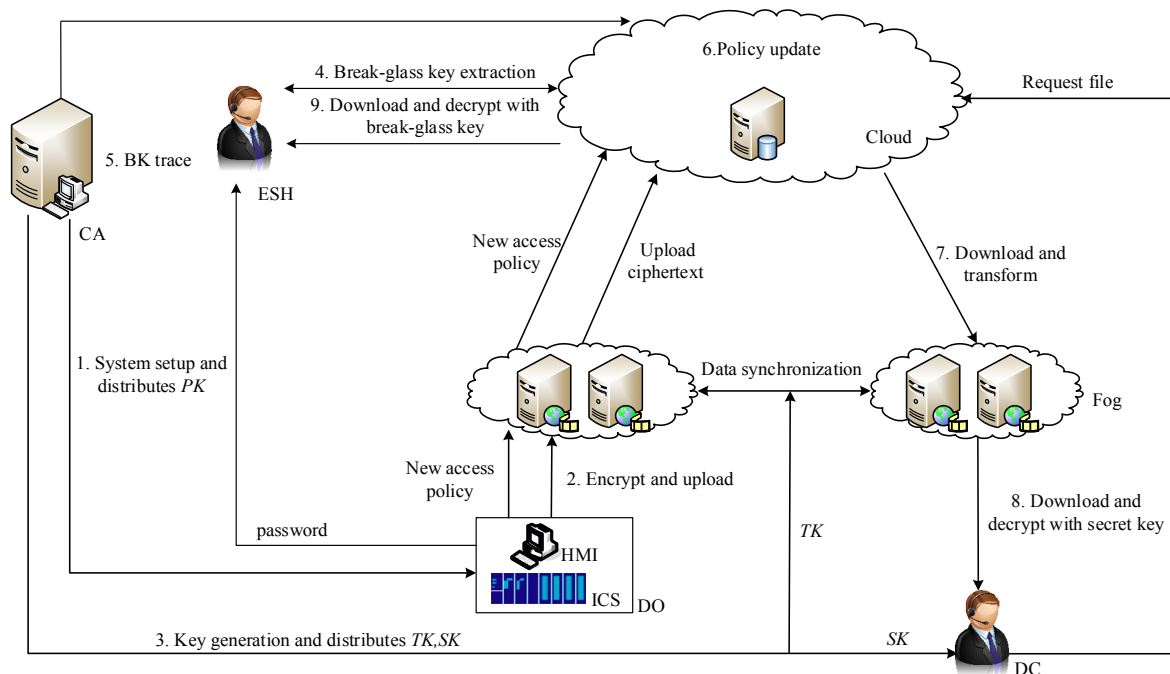 6.Policy update
4. Break-glass key extraction
Request file
9. Download and decrypt with
break-glass key
Cloud
5. BK trace
ESH
CA
New access
policy
Upload
ciphertext
7. Download and
transform
1. System setup and
distributes PK
Data synchronization
Fog
New access
policy
2. Encrypt and upload
8. Download and
decrypt with secret key
password
TK
HMI
ICS
DO
3. Key generation and distributes TK,SK
SK
DC